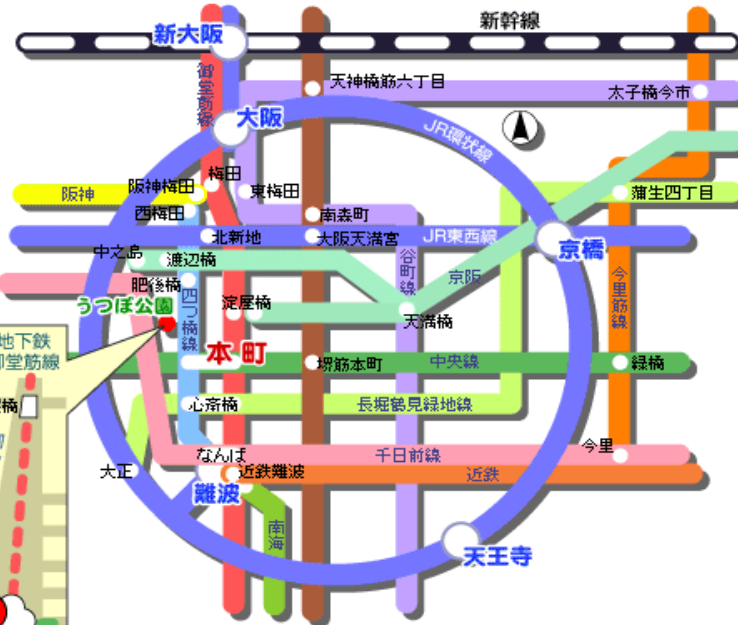 新幹線
新大阪
御堂筋線
天神橋筋六丁目
太子橋今市
大阪
JR環状線
梅田
阪神
阪神梅田
東梅田
蒲生四丁目
西梅田
南森町
北新地
大阪天満宮
JR東西線
京橋
中之島
渡辺橋
谷町線
京阪
今里筋線
肥後橋
うつぼ公園
四つ橋線
淀屋橋
天満橋
地下鉄
御堂筋線
本町
堺筋本町
中央線
緑橋
橋
心斎橋
長堀鶴見緑地線
なんば
千日前線
今里
大正
近鉄難波
近鉄
難波
南海
天王寺